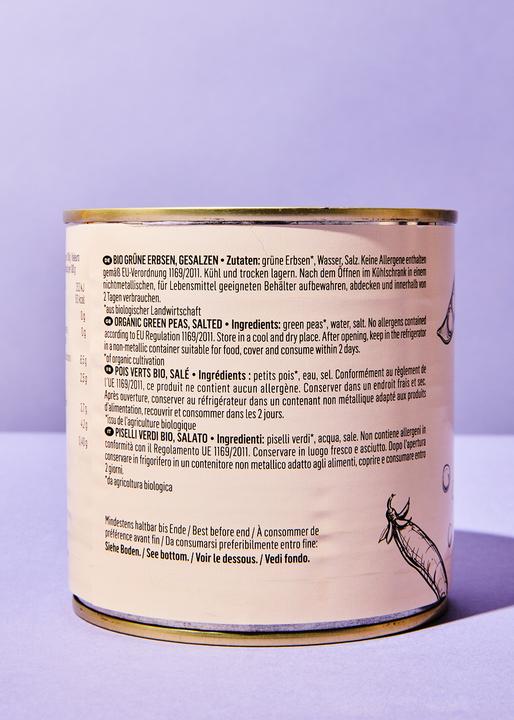 DE BIO GRÜNE ERBSEN, GESALZEN • Zutaten: grüne Erbsen*, Wasser, Salz. Keine Allergene enthalten
gemäß EU-Verordnung 1169/2011. Kühl und trocken lagern. Nach dem Öffnen im Kühlschrank in einem
nichtmetallischen, für Lebensmittel geeigneten Behälter aufbewahren, abdecken und innerhalb von
2 Tagen verbrauchen.
*aus biologischer Landwirtschaft
ORGANIC GREEN PEAS, SALTED • Ingredients: green peas*, water, salt. No allergens contained
according to EU Regulation 1169/2011. Store in a cool and dry place. After opening, keep in the refrigerator
in a non-metallic container suitable for food, cover and consume within 2 days.
*of organic cultivation
POIS VERTS BIO, SALÉ • Ingrédients : petits pois*, eau, sel. Conformément au règlement de
l'UE 1169/2011, ce produit ne contient aucun allergène. Conserver dans un endroit frais et sec.
Après ouverture, conserver au réfrigérateur dans un contenant non métallique adapté aux produits
d'alimentation, recouvrir et consommer dans les 2 jours.
*issu de l'agriculture biologique
IT PISELLI VERDI BIO, SALATO • Ingredienti: piselli verdi*, acqua, sale. Non contiene allergeni in
conformità con il Regolamento UE 1169/2011. Conservare in luogo fresco e asciutto. Dopo l'apertura
conservare in frigorifero in un contenitore non metallico adatto agli alimenti, coprire e consumare entro
2 giorni.
*da agricoltura biologica
Mindestens haltbar bis Ende / Best before end / À consommer de
préférence avant fin / Da consumarsi preferibilmente entro fine:
Siehe Boden. / See bottom. / Voir le dessous. / Vedi fondo.
0g
0g